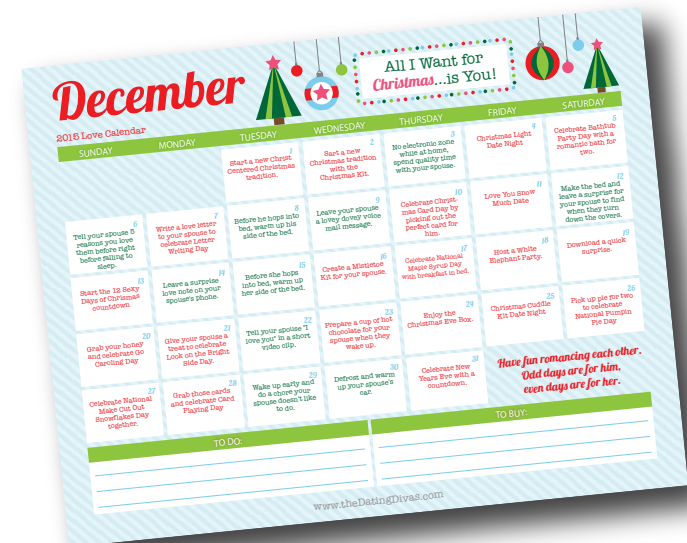 December
All I Want for
Christmas...is You!
2015 Love Calendar
SUNDAY
MONDAY
TUESDAY
WEDNESDAY
THURSDAY
FRIDAY
SATURDAY
1
Start a new Christ
Centered Christmas
tradition.
2
Sart a new
Christmas tradition
with the
Christmas Kit.
3
No electronic zone
while at home,
spend quality time
with your spouse.
4
Christmas Light
Date Night
5
Celebrate Bathtub
Party Day with a
romantic bath for
two.
6
Tell your spouse 5
reasons you love
them before right
before falling to
sleep.
7
Write a love letter
to your spouse to
celebrate Letter
Writing Day
8
Before he hops into
bed, warm up his
side of the bed.
9
Leave your spouse
a lovey dovey voice
mail message.
10
Celebrate Christ
mas Card Day by
picking out the
perfect card for
him.
11
Love You Snow
Much Date
12
Make the bed and
leave a surprise for
your spouse to find
when they turn
down the covers.
13
Start the 12 Sexy
Days of Chrismas
countdown
14
Leave a surprise
love note on your
spouse's phone.
15
Before she hops
into bed, warm up
her side of the bed.
16
Create a Mistletoe
Kit for your spouse.
17
Celebrate National
Maple Syrup Day
with breakfast in bed.
18
Host a White
Elephant Party.
19
Download a quick
surprise.
20
Grab your honey
and celebrate Go
Caroling Day
21
Give your spouse a
treat to celebrate
Look on the Bright
Side Day.
22
Tell your spouse "I
love you" in a short
video clip.
23
Prepare a cup of hot
chocolate for your
spouse when they
wake up.
24
Enjoy the
Christmas Eve Box.
25
Christmas Cuddle
Kit Date Night
26
Pick up pie for two
to celebrate
National Pumpin
Pie Day
27
Celebrate National
Make Cut Out
Snowflakes Day
together.
28
Grab those cards
and celebrate Card
Playing Day
29
Wake up early and
do a chore your
spouse doesn't like
to do.
30
Defrost and warm
up your spouse's
car.
31
Celebrate New
Years Eve with a
countdown.
Have fun romancing each other.
Odd days are for him,
even days are for her.
TO DO:
TO BUY:
www.theDatingDivas.com